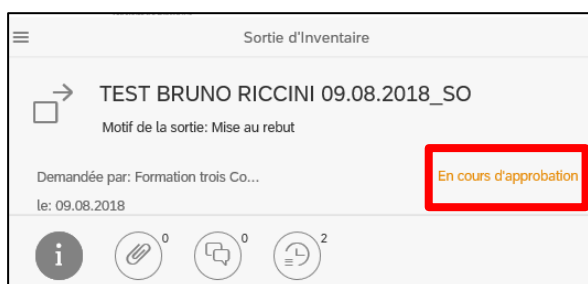 Sortie d'Inventaire
TEST BRUNO RICCINI 09.08.2018_SO
Motif de la sortie: Mise au rebut
Demandée par: Formation trois Co...
En cours d'approbation
le: 09.08.2018
i 0 0 2